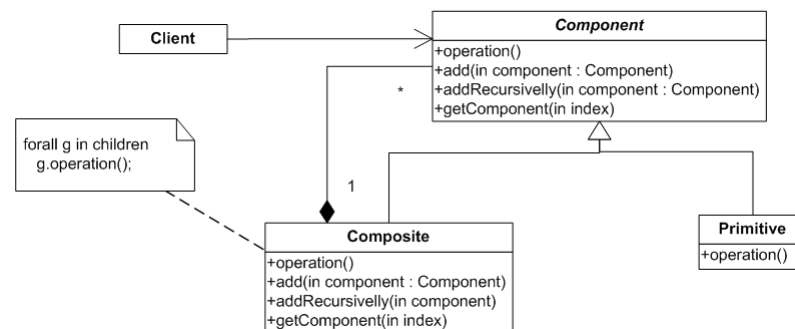 Client
Component
+operation()
+add(in component : Component)
+addRecursivelly(in component : Component)
+getComponent(in index)
*
forall g in children
g.operation();
1
Composite
+operation()
+add(in component : Component)
+addRecursivelly(in component)
+getComponent(in index)
Primitive
+operation()